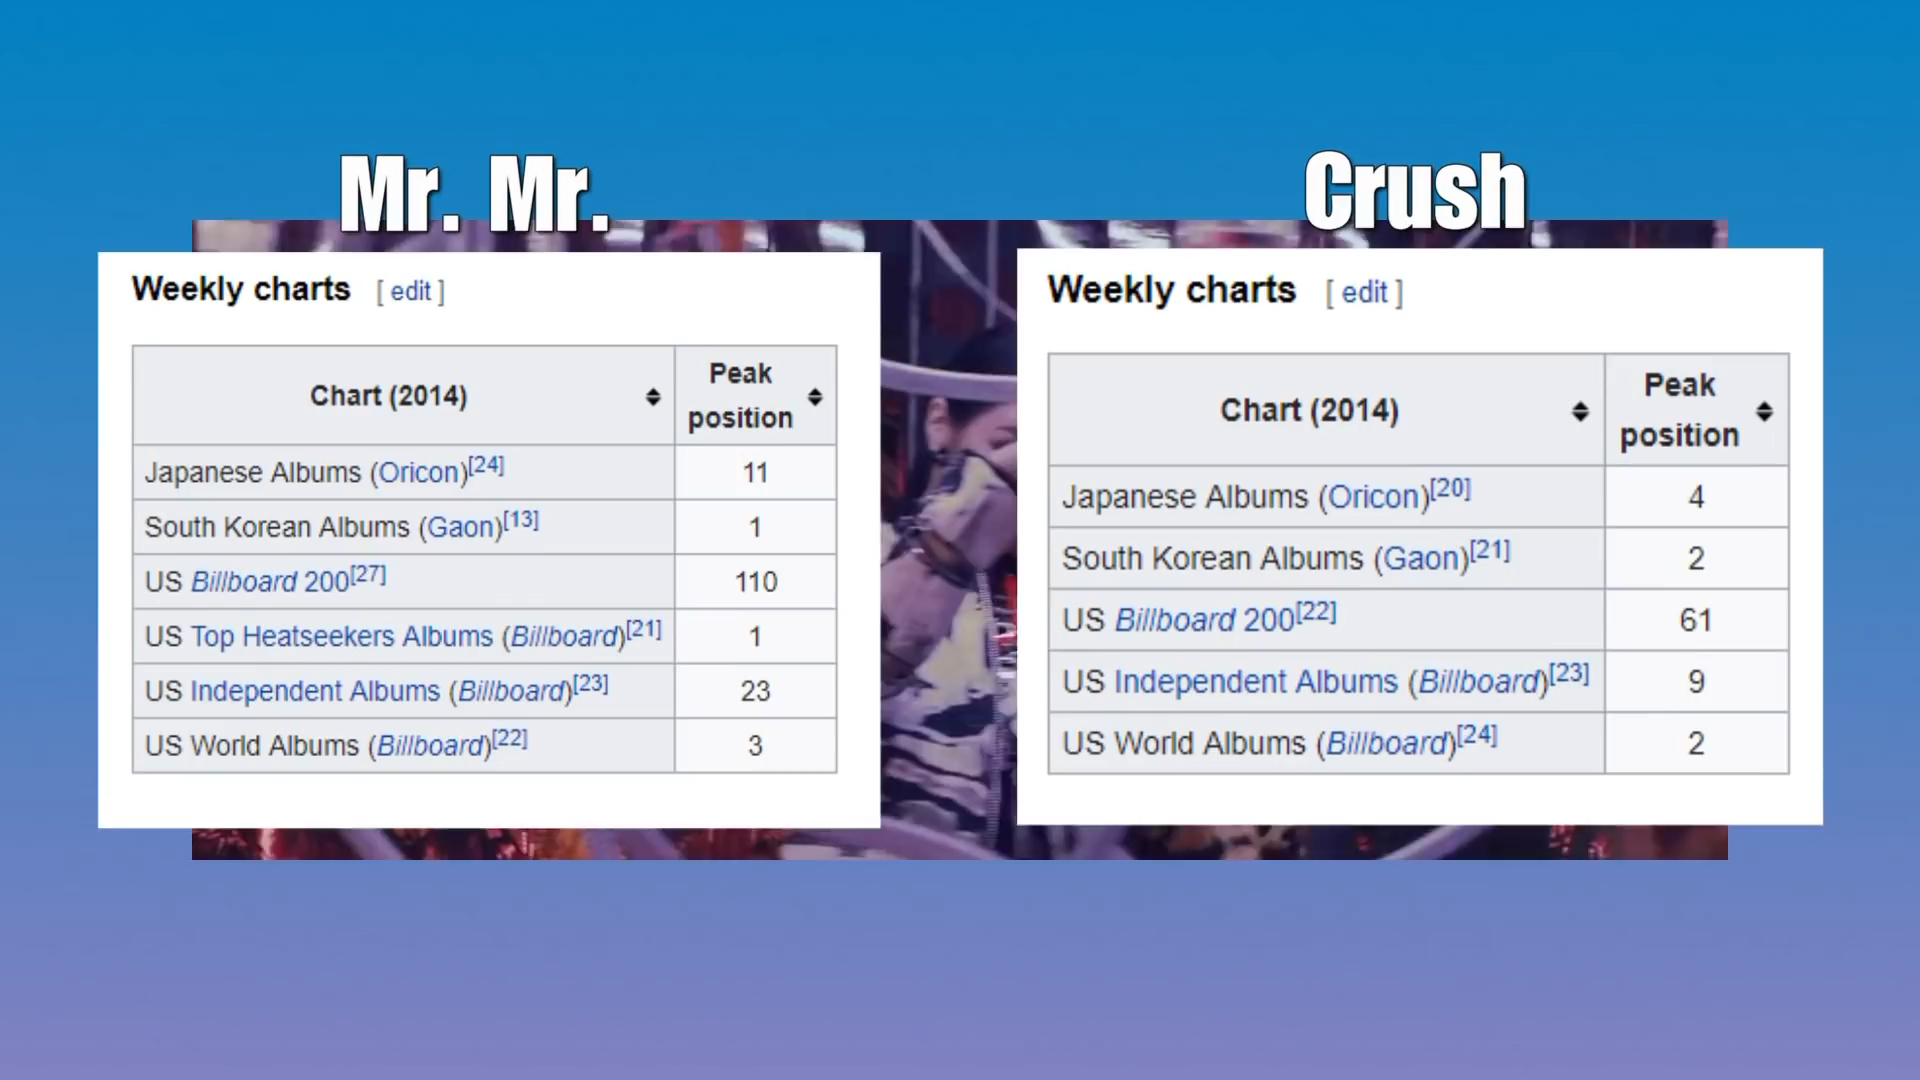 Mr. Mr.
Weekly charts [ edit ]
Chart (2014) Peak position
Japanese Albums (Oricon)[24] 11
South Korean Albums (Gaon)[13] 1
US Billboard 200[27] 110
US Top Heatseekers Albums (Billboard)[21] 1
US Independent Albums (Billboard)[23] 23
US World Albums (Billboard)[22] 3
Crush
Weekly charts [ edit ]
Chart (2014) Peak position
Japanese Albums (Oricon)[20] 4
South Korean Albums (Gaon)[21] 2
US Billboard 200[22] 61
US Independent Albums (Billboard)[23] 9
US World Albums (Billboard)[24] 2